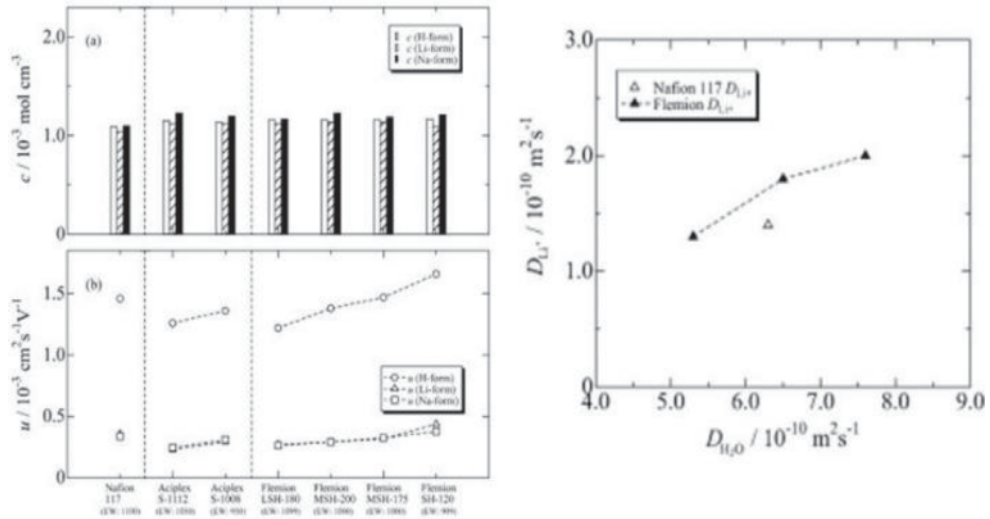 (a)
c (H-form)
c (Li-form)
c (Na-form)
2.0
1.0
0
c / 10⁻³ mol cm⁻³
(b)
1.5
1.0
0.5
0
u / 10⁻³ cm²s⁻¹V⁻¹
u (H-form)
u (Li-form)
u (Na-form)
Nafion Aciplex Aciplex Flemion Flemion Flemion Flemion
117 S-1112 S-1008 LSH-180 MSH-200 MSH-175 SH-120
3.0
2.0
1.0
0
D_Li⁺ / 10⁻¹⁰ m²s⁻¹
Nafion 117 D_Li⁺
Flemion D_Li⁺
4.0 5.0 6.0 7.0 8.0 9.0
D_H₂O / 10⁻¹⁰ m²s⁻¹